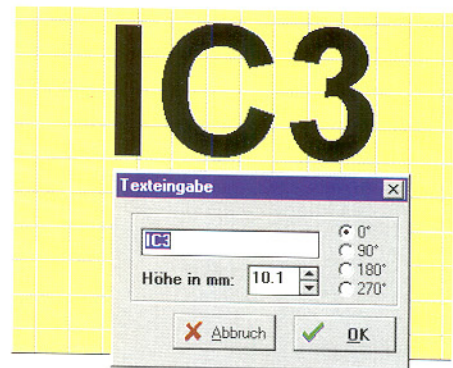 IC3
Texteingabe
IC3
0°
90°
Höhe in mm: 10.1
180°
270°
Abbruch
OK